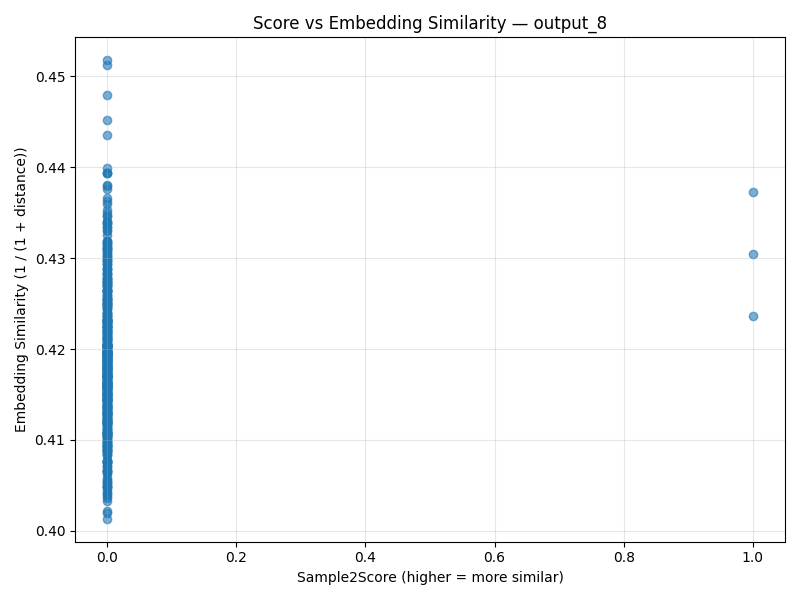 Score vs Embedding Similarity — output_8
Embedding Similarity (1 / (1 + distance))
0.45
0.44
0.43
0.42
0.41
0.40
0.0 0.2 0.4 0.6 0.8 1.0
Sample2Score (higher = more similar)